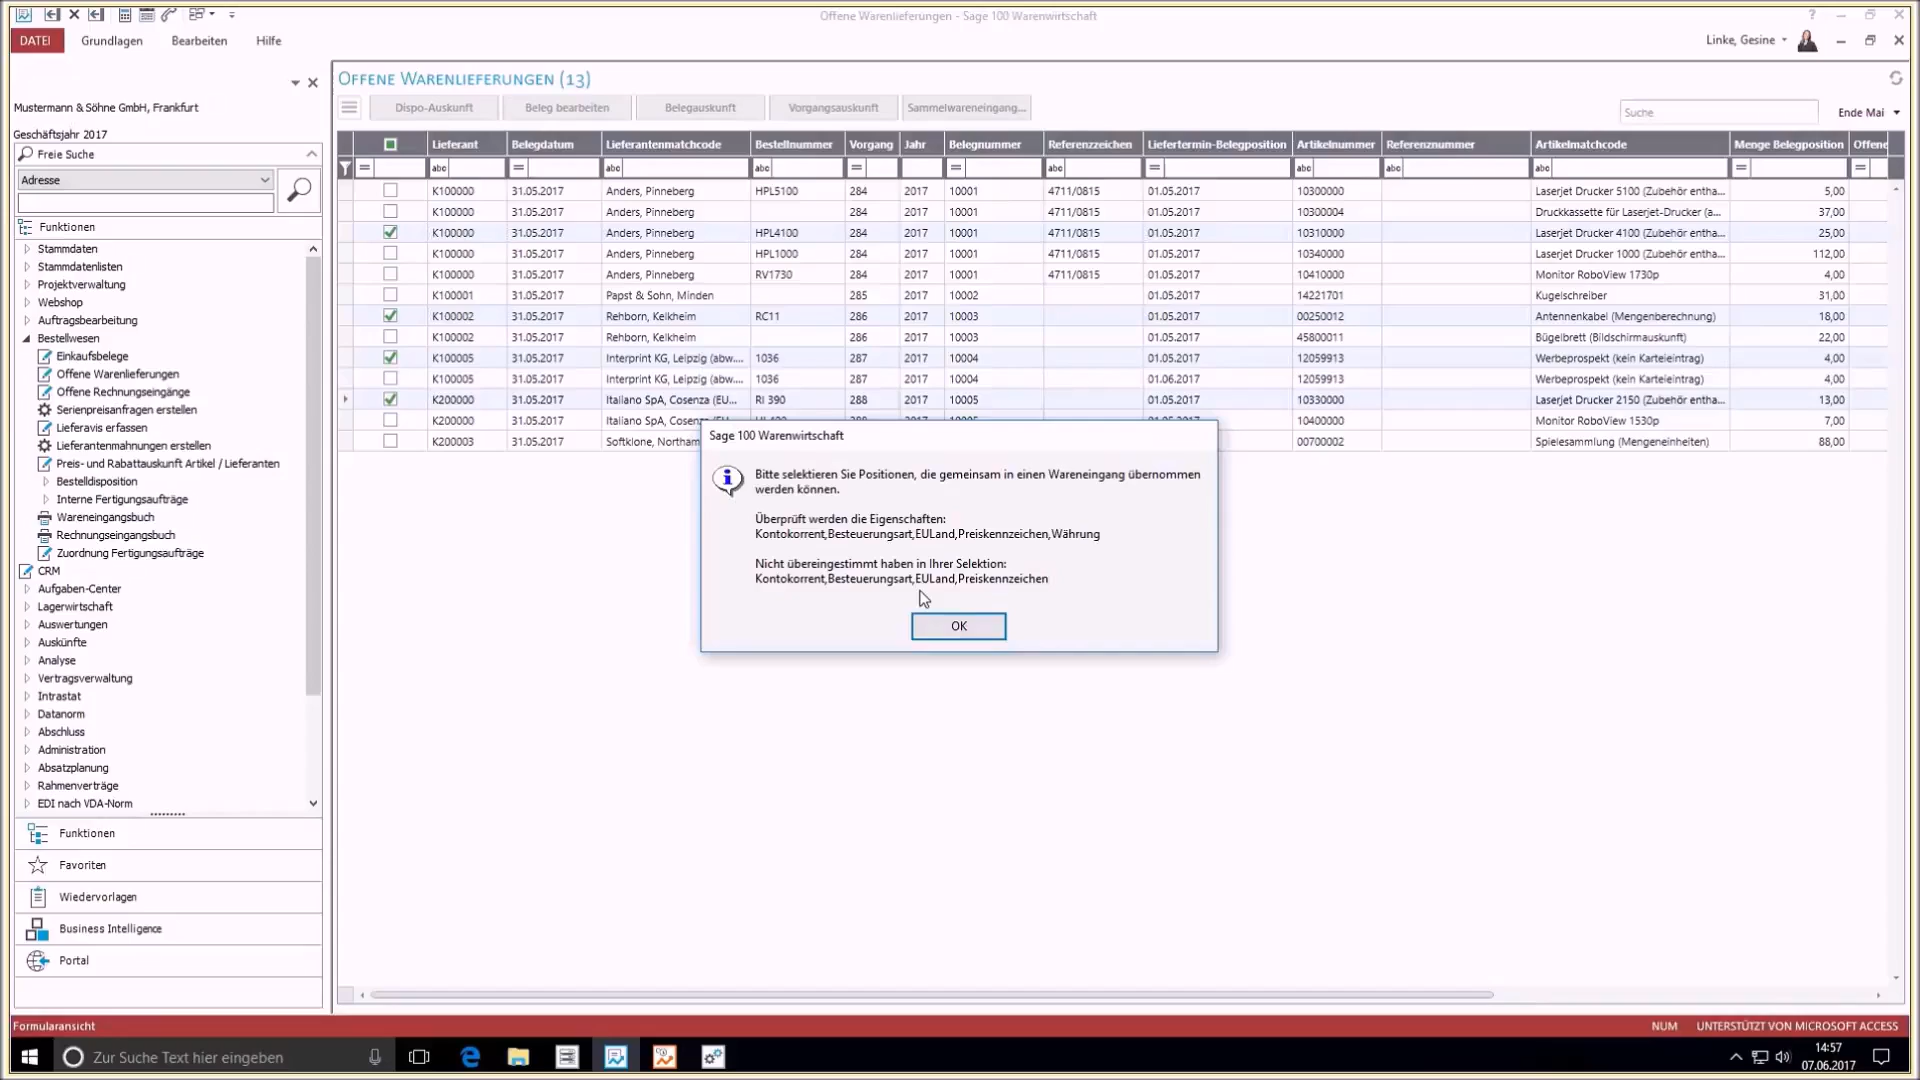 Offene Warenlieferungen - Sage 100 Warenwirtschaft
DATEI Grundlagen Bearbeiten Hilfe
Linke, Gesine
Mustermann & Söhne GmbH, Frankfurt
Geschäftsjahr 2017
Freie Suche
Adresse
Funktionen
Stammdaten
Stammdatenlisten
Projektverwaltung
Webshop
Auftragsbearbeitung
Bestellwesen
Einkaufsbelege
Offene Warenlieferungen
Offene Rechnungseingänge
Serienpreisanfragen erstellen
Lieferavis erfassen
Lieferantenmahnungen erstellen
Preis- und Rabattauskunft Artikel / Lieferanten
Bestelldisposition
Interne Fertigungsaufträge
Wareneingangsbuch
Rechnungseingangsbuch
Zuordnung Fertigungsaufträge
CRM
Aufgaben-Center
Lagerwirtschaft
Auswertungen
Auskünfte
Analyse
Vertragsverwaltung
Intrastat
Datanorm
Abschluss
Administration
Absatzplanung
Rahmenverträge
EDI nach VDA-Norm
Funktionen
Favoriten
Wiedervorlagen
Business Intelligence
Portal
OFFENE WARENLIEFERUNGEN (13)
Dispo-Auskunft Beleg bearbeiten Belegauskunft Vorgangsauskunft Sammelwareneingang...
Suche Ende Mai
Lieferant Belegdatum Lieferantenmatchcode Bestellnummer Vorgang Jahr Belegnummer Referenzzeichen Liefertermin-Belegposition Artikelnummer Referenznummer Artikelmatchcode Menge Belegposition Offene
= abc = abc abc = = abc = abc abc abc = =
K100000 31.05.2017 Anders, Pinneberg HPL5100 284 2017 10001 4711/0815 01.05.2017 10300000 Laserjet Drucker 5100 (Zubehör entha... 5,00
K100000 31.05.2017 Anders, Pinneberg 284 2017 10001 4711/0815 01.05.2017 10300004 Druckkassette für Laserjet-Drucker (a... 37,00
K100000 31.05.2017 Anders, Pinneberg HPL4100 284 2017 10001 4711/0815 01.05.2017 10310000 Laserjet Drucker 4100 (Zubehör entha... 25,00
K100000 31.05.2017 Anders, Pinneberg HPL1000 284 2017 10001 4711/0815 01.05.2017 10340000 Laserjet Drucker 1000 (Zubehör entha... 112,00
K100000 31.05.2017 Anders, Pinneberg RV1730 284 2017 10001 4711/0815 01.05.2017 10410000 Monitor RoboView 1730p 4,00
K100001 31.05.2017 Papst & Sohn, Minden 285 2017 10002 01.05.2017 14221701 Kugelschreiber 31,00
K100002 31.05.2017 Rehborn, Kelkheim RC11 286 2017 10003 01.05.2017 00250012 Antennenkabel (Mengenberechnung) 18,00
K100002 31.05.2017 Rehborn, Kelkheim 286 2017 10003 01.05.2017 45800011 Bügelbrett (Bildschirmauskunft) 22,00
K100005 31.05.2017 Interprint KG, Leipzig (abw.... 1036 287 2017 10004 01.05.2017 12059913 Werbeprospekt (kein Karteieintrag) 4,00
K100005 31.05.2017 Interprint KG, Leipzig (abw.... 1036 287 2017 10004 01.06.2017 12059913 Werbeprospekt (kein Karteieintrag) 4,00
K200000 31.05.2017 Italiano SpA, Cosenza (EU... RI 390 288 2017 10005 01.05.2017 10330000 Laserjet Drucker 2150 (Zubehör entha... 13,00
K200000 31.05.2017 Italiano SpA, Cosenza 10400000 Monitor RoboView 1530p 7,00
K200003 31.05.2017 Softklone, Northam 00700002 Spielesammlung (Mengeneinheiten) 88,00
Sage 100 Warenwirtschaft
Bitte selektieren Sie Positionen, die gemeinsam in einen Wareneingang übernommen
werden können.
Überprüft werden die Eigenschaften:
Kontokorrent,Besteuerungsart,EULand,Preiskennzeichen,Währung
Nicht übereingestimmt haben in Ihrer Selektion:
Kontokorrent,Besteuerungsart,EULand,Preiskennzeichen
OK
Formularansicht NUM UNTERSTÜTZT VON MICROSOFT ACCESS
Zur Suche Text hier eingeben
14:57
07.06.2017